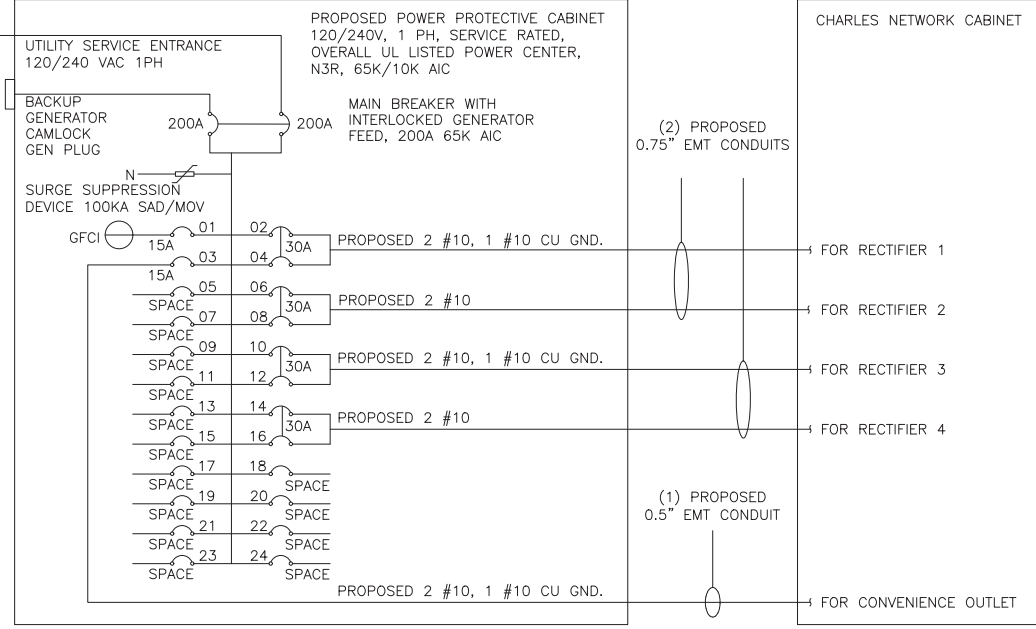 PROPOSED POWER PROTECTIVE CABINET
120/240V, 1 PH, SERVICE RATED,
OVERALL UL LISTED POWER CENTER,
N3R, 65K/10K AIC
CHARLES NETWORK CABINET
UTILITY SERVICE ENTRANCE
120/240 VAC 1PH
BACKUP
GENERATOR
CAMLOCK
GEN PLUG
200A
200A
MAIN BREAKER WITH
INTERLOCKED GENERATOR
FEED, 200A 65K AIC
(2) PROPOSED
0.75" EMT CONDUITS
N
SURGE SUPPRESSION
DEVICE 100KA SAD/MOV
GFCI
15A
01
02
30A
PROPOSED 2 #10, 1 #10 CU GND.
FOR RECTIFIER 1
15A
03
04
SPACE
05
06
30A
PROPOSED 2 #10
FOR RECTIFIER 2
SPACE
07
08
SPACE
09
10
30A
PROPOSED 2 #10, 1 #10 CU GND.
FOR RECTIFIER 3
SPACE
11
12
SPACE
13
14
30A
PROPOSED 2 #10
FOR RECTIFIER 4
SPACE
15
16
SPACE
17
18
SPACE
SPACE
19
20
SPACE
SPACE
21
22
SPACE
SPACE
23
24
SPACE
(1) PROPOSED
0.5" EMT CONDUIT
PROPOSED 2 #10, 1 #10 CU GND.
FOR CONVENIENCE OUTLET